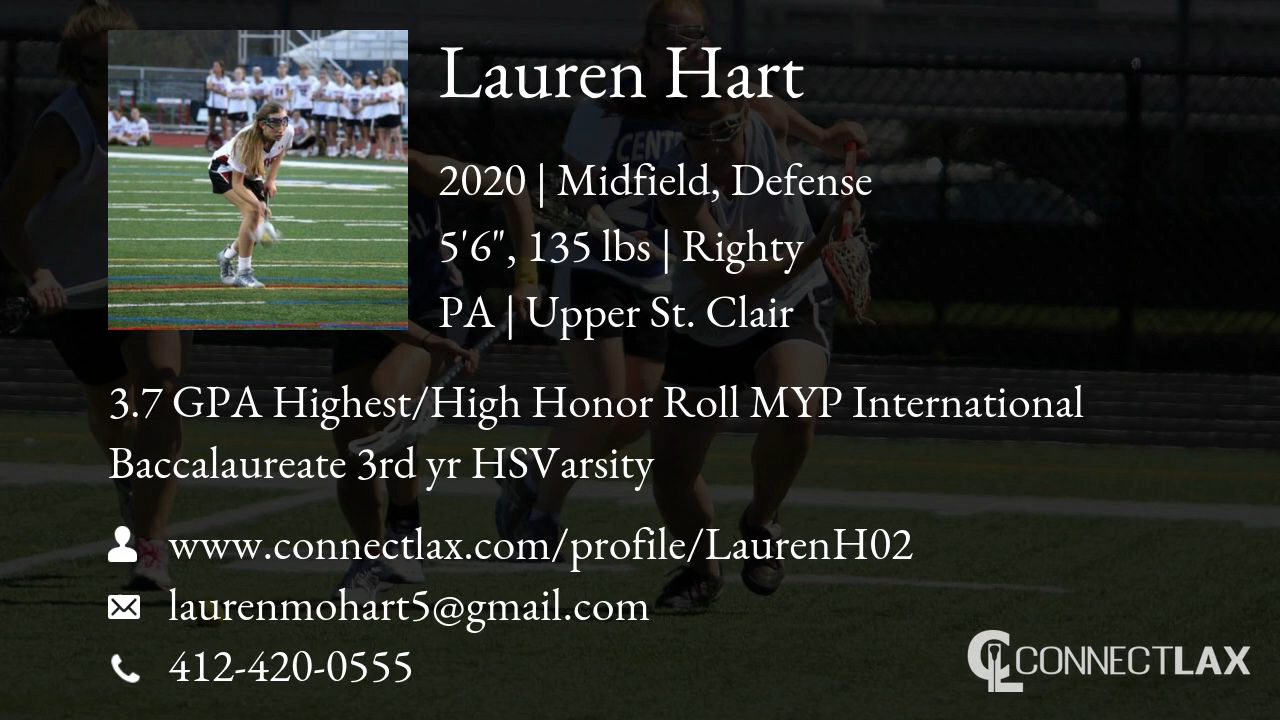 Lauren Hart
2020 | Midfield, Defense
5'6", 135 lbs | Righty
PA | Upper St. Clair
3.7 GPA Highest/High Honor Roll MYP International
Baccalaureate 3rd yr HSVarsity
www.connectlax.com/profile/LaurenH02
laurenmohart5@gmail.com
412-420-0555
CL CONNECTLAX
CENT